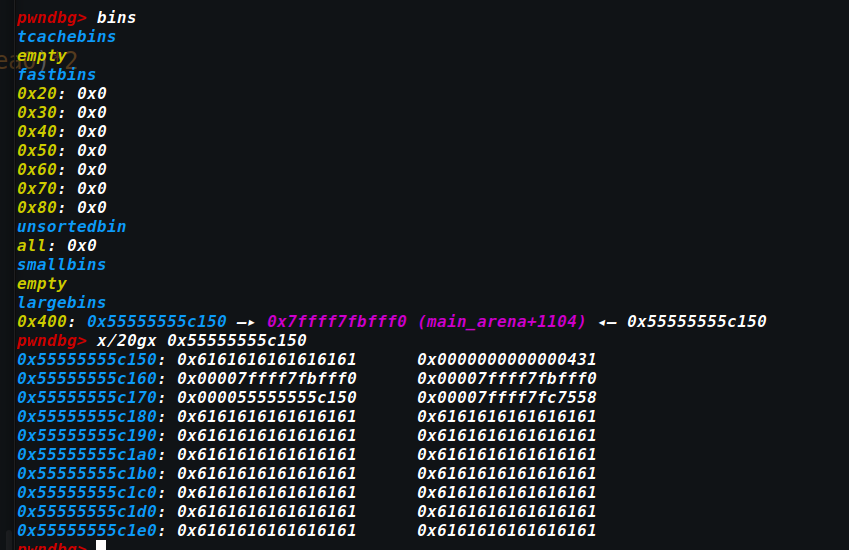 pwndbg> bins
tcachebins
empty
fastbins
0x20: 0x0
0x30: 0x0
0x40: 0x0
0x50: 0x0
0x60: 0x0
0x70: 0x0
0x80: 0x0
unsortedbin
all: 0x0
smallbins
empty
largebins
0x400: 0x55555555c150 —▸ 0x7ffff7fbfff0 (main_arena+1104) ◂— 0x55555555c150
pwndbg> x/20gx 0x55555555c150
0x55555555c150: 0x6161616161616161 0x0000000000000431
0x55555555c160: 0x00007ffff7fbfff0 0x00007ffff7fbfff0
0x55555555c170: 0x000055555555c150 0x00007ffff7fc7558
0x55555555c180: 0x6161616161616161 0x6161616161616161
0x55555555c190: 0x6161616161616161 0x6161616161616161
0x55555555c1a0: 0x6161616161616161 0x6161616161616161
0x55555555c1b0: 0x6161616161616161 0x6161616161616161
0x55555555c1c0: 0x6161616161616161 0x6161616161616161
0x55555555c1d0: 0x6161616161616161 0x6161616161616161
0x55555555c1e0: 0x6161616161616161 0x6161616161616161
pwndbg>